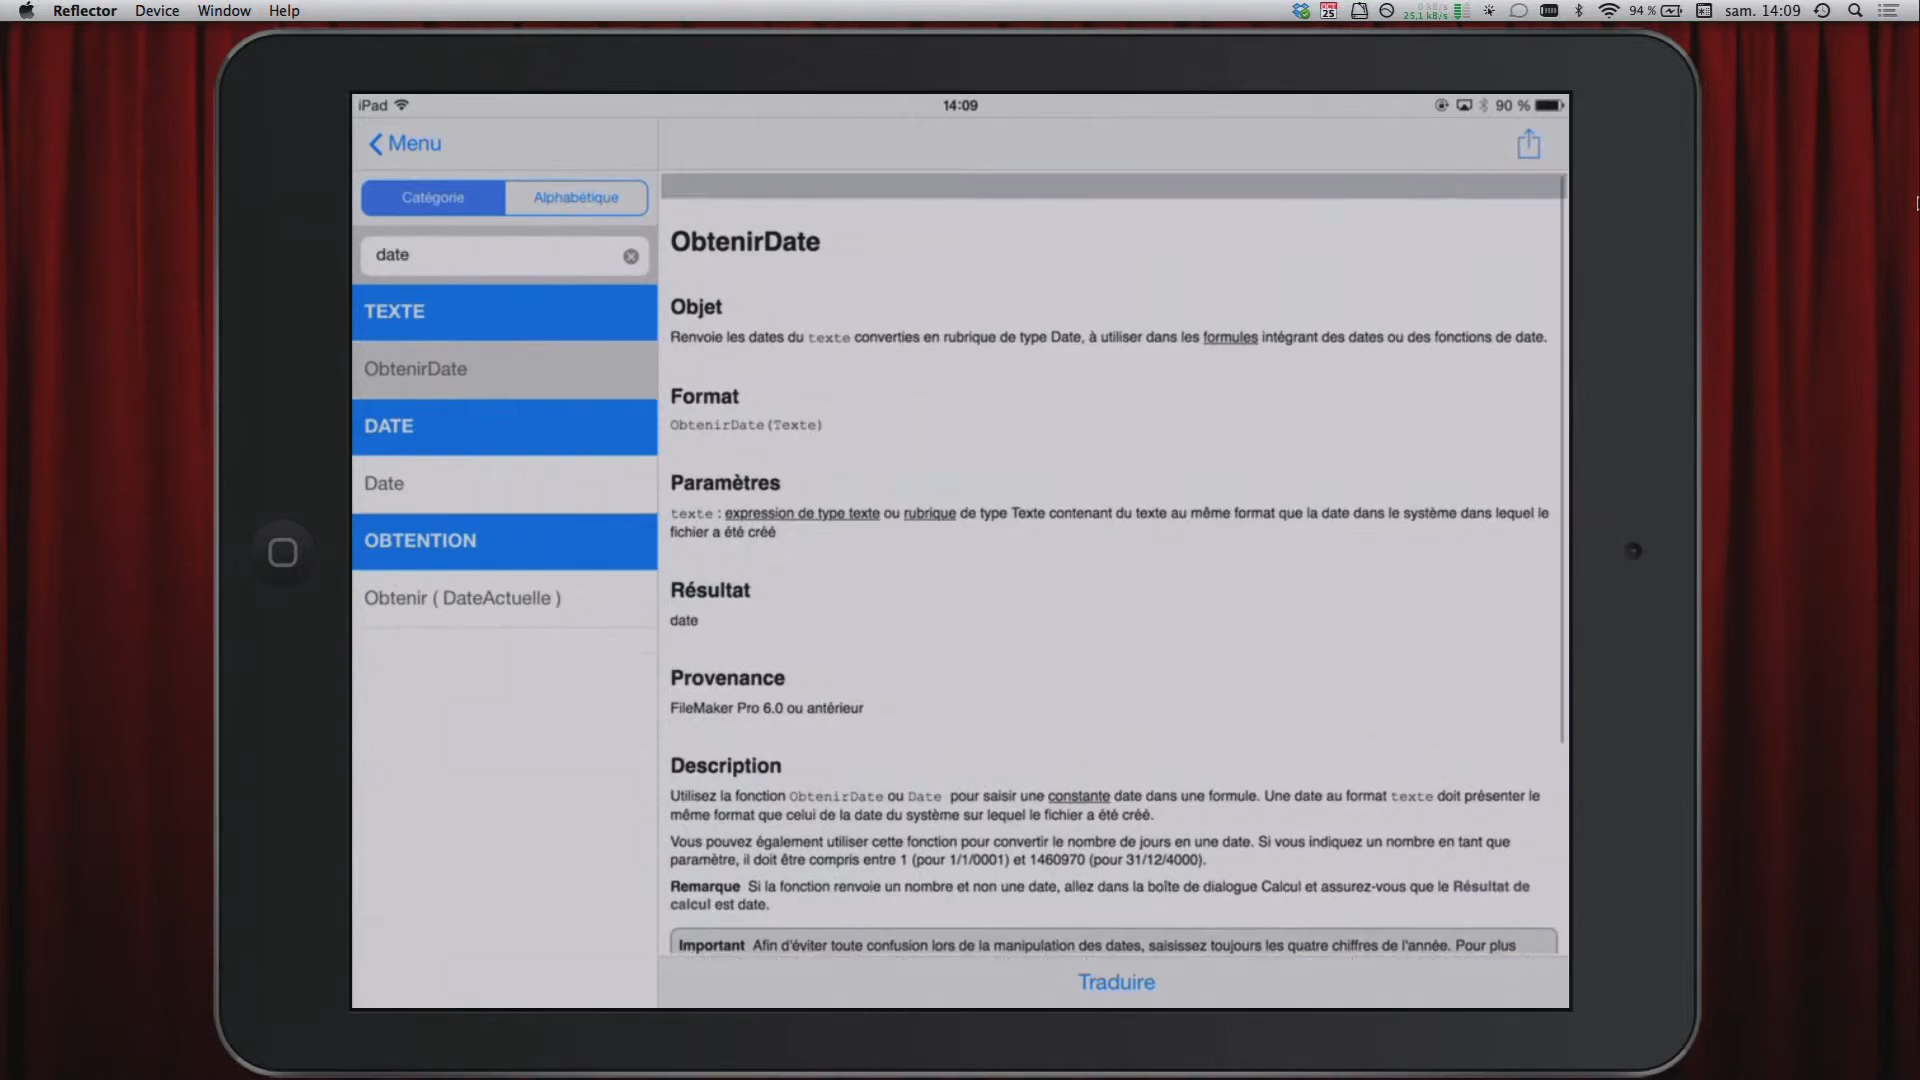 Reflector Device Window Help
OCT 25 0 kB/s 25,1 kB/s 94 % sam. 14:09
iPad 14:09 90 %
Menu
Catégorie Alphabétique
date
TEXTE
ObtenirDate
DATE
Date
OBTENTION
Obtenir ( DateActuelle )
ObtenirDate
Objet
Renvoie les dates du texte converties en rubrique de type Date, à utiliser dans les formules intégrant des dates ou des fonctions de date.
Format
ObtenirDate(Texte)
Paramètres
texte : expression de type texte ou rubrique de type Texte contenant du texte au même format que la date dans le système dans lequel le
fichier a été créé
Résultat
date
Provenance
FileMaker Pro 6.0 ou antérieur
Description
Utilisez la fonction ObtenirDate ou Date pour saisir une constante date dans une formule. Une date au format texte doit présenter le
même format que celui de la date du système sur lequel le fichier a été créé.
Vous pouvez également utiliser cette fonction pour convertir le nombre de jours en une date. Si vous indiquez un nombre en tant que
paramètre, il doit être compris entre 1 (pour 1/1/0001) et 1460970 (pour 31/12/4000).
Remarque Si la fonction renvoie un nombre et non une date, allez dans la boîte de dialogue Calcul et assurez-vous que le Résultat de
calcul est date.
Important Afin d'éviter toute confusion lors de la manipulation des dates, saisissez toujours les quatre chiffres de l'année. Pour plus
Traduire